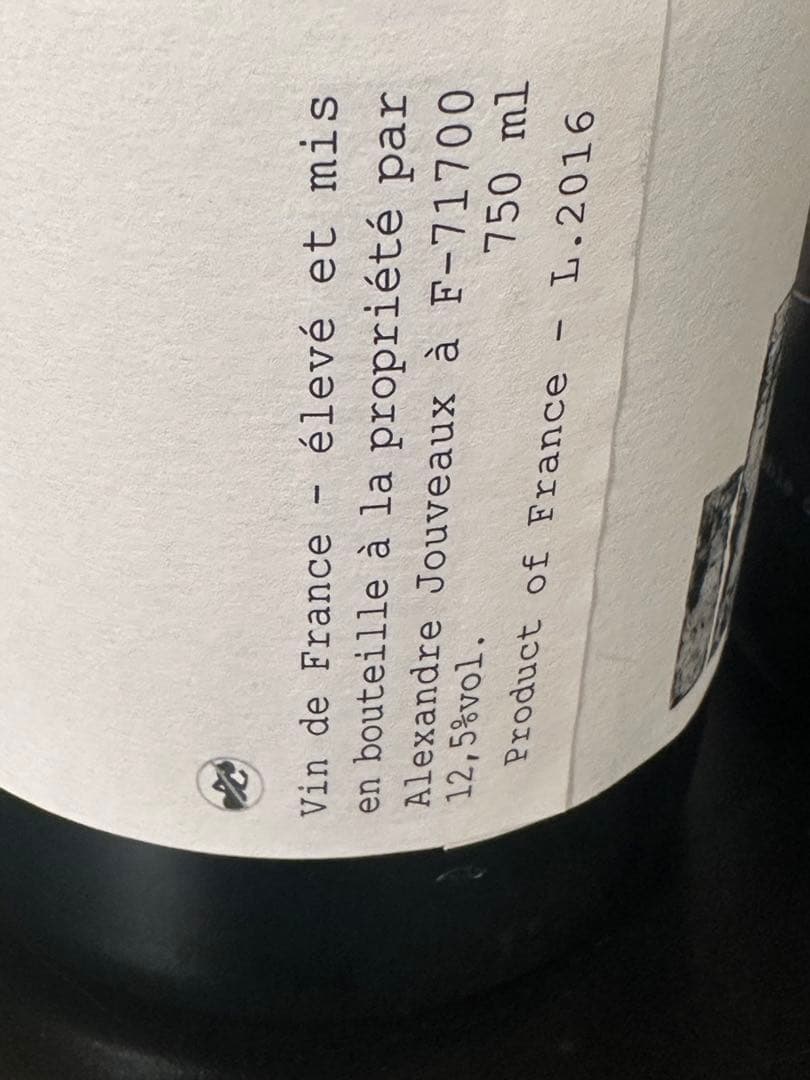 Vin de France - élevé et mis
en bouteille à la propriété par
Alexandre Jouveaux à F-71700
12,5%vol. 750 ml
Product of France - L.2016